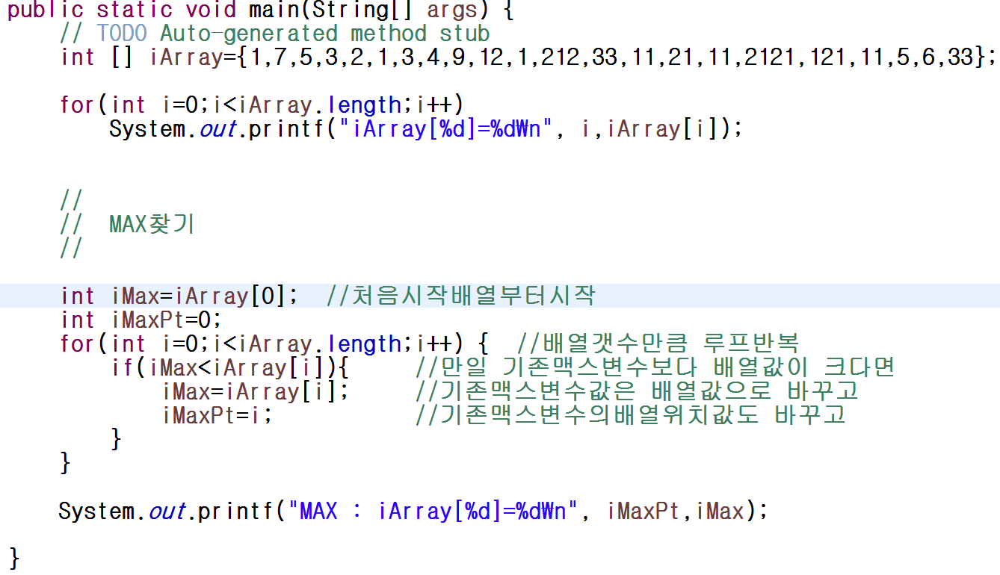 public static void main(String[] args) {
// TODO Auto-generated method stub
int [] iArray={1,7,5,3,2,1,3,4,9,12,1,212,33,11,21,11,2121,121,11,5,6,33};
for(int i=0;i<iArray.length;i++)
System.out.printf("iArray[%d]=%d₩n", i,iArray[i]);
//
// MAX찾기
//
int iMax=iArray[0]; //처음시작배열부터시작
int iMaxPt=0;
for(int i=0;i<iArray.length;i++) { //배열갯수만큼 루프반복
if(iMax<iArray[i]){ //만일 기존맥스변수보다 배열값이 크다면
iMax=iArray[i]; //기존맥스변수값은 배열값으로 바꾸고
iMaxPt=i; //기존맥스변수의배열위치값도 바꾸고
}
}
System.out.printf("MAX : iArray[%d]=%d₩n", iMaxPt,iMax);
}